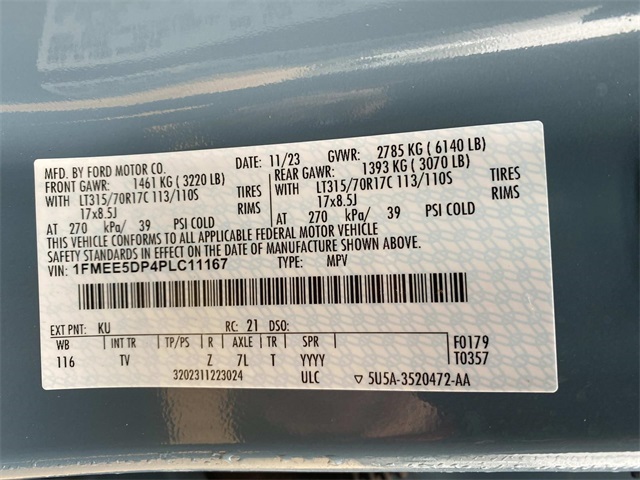 MFD. BY FORD MOTOR CO. DATE: 11/23 GVWR: 2785 KG ( 6140 LB)
FRONT GAWR: 1461 KG ( 3220 LB) REAR GAWR: 1393 KG ( 3070 LB)
WITH LT315/70R17C 113/110S TIRES WITH LT315/70R17C 113/110S TIRES
17x8.5J RIMS 17x8.5J RIMS
AT 270 kPa/ 39 PSI COLD AT 270 kPa/ 39 PSI COLD
THIS VEHICLE CONFORMS TO ALL APPLICABLE FEDERAL MOTOR VEHICLE
SAFETY STANDARDS IN EFFECT ON THE DATE OF MANUFACTURE SHOWN ABOVE.
VIN: 1FMEE5DP4PLC11167 TYPE: MPV
EXT PNT: KU RC: 21 DSO:
WB INT TR TP/PS R AXLE TR SPR F0179
116 TV Z 7L T YYYY T0357
3202311223024 ULC ▽ 5U5A-3520472-AA